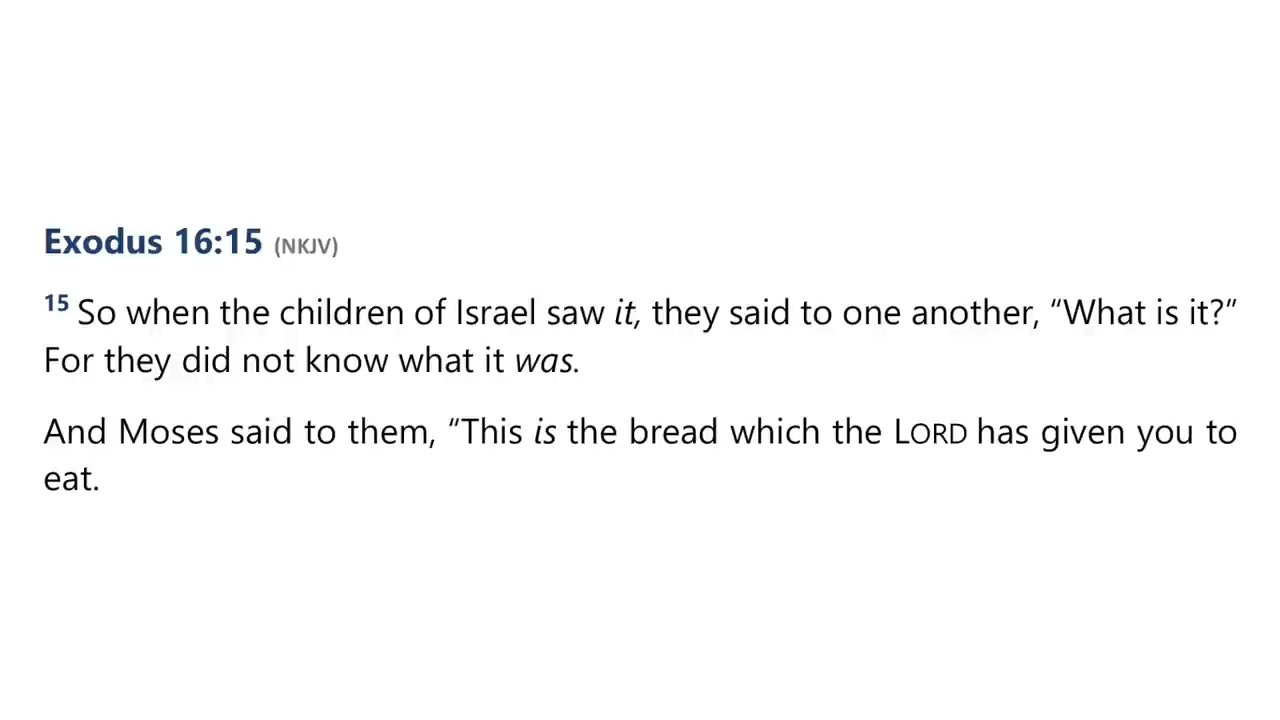 Exodus 16:15 (NKJV)
15 So when the children of Israel saw it, they said to one another, “What is it?”
For they did not know what it was.
And Moses said to them, “This is the bread which the LORD has given you to
eat.